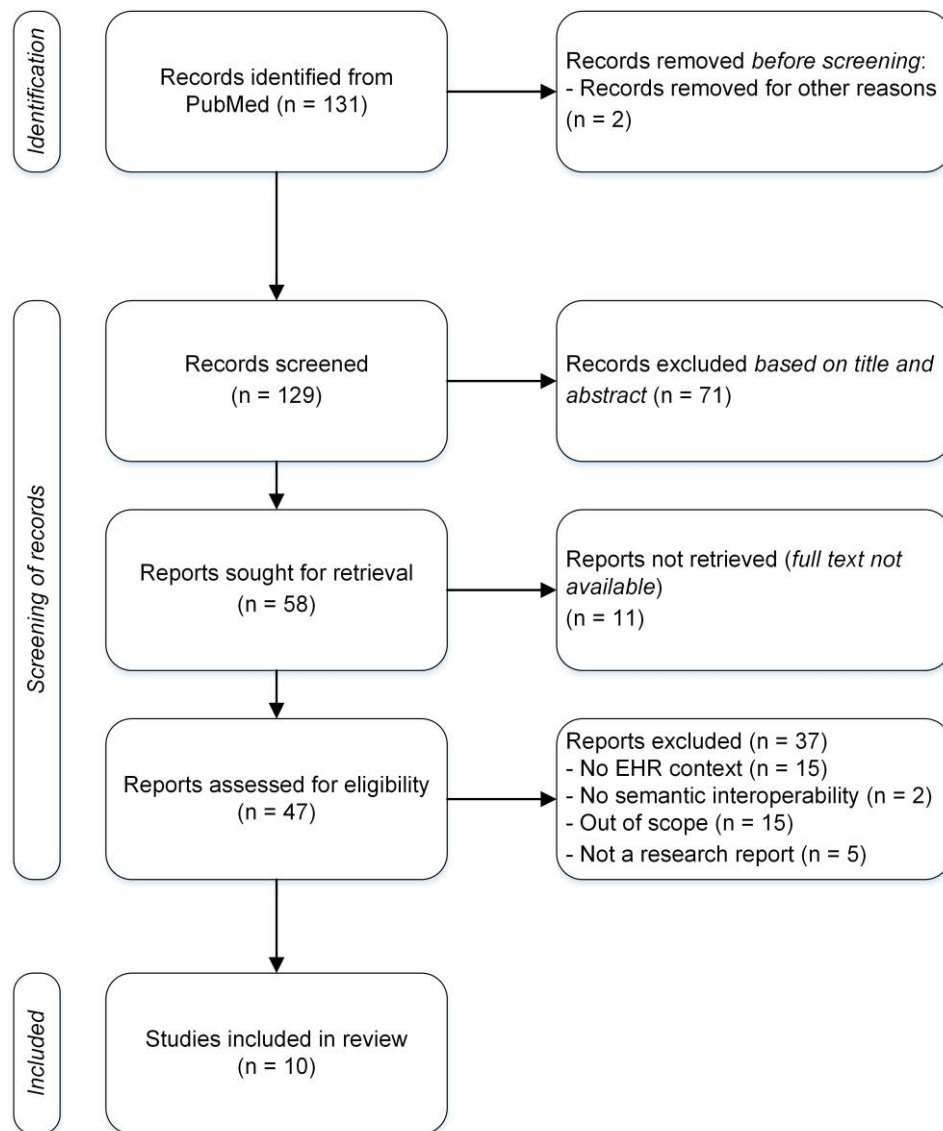 Identification
Records identified from
PubMed (n = 131)
Records removed before screening:
- Records removed for other reasons
(n = 2)
Screening of records
Records screened
(n = 129)
Records excluded based on title and
abstract (n = 71)
Reports sought for retrieval
(n = 58)
Reports not retrieved (full text not
available)
(n = 11)
Reports assessed for eligibility
(n = 47)
Reports excluded (n = 37)
- No EHR context (n = 15)
- No semantic interoperability (n = 2)
- Out of scope (n = 15)
- Not a research report (n = 5)
Included
Studies included in review
(n = 10)